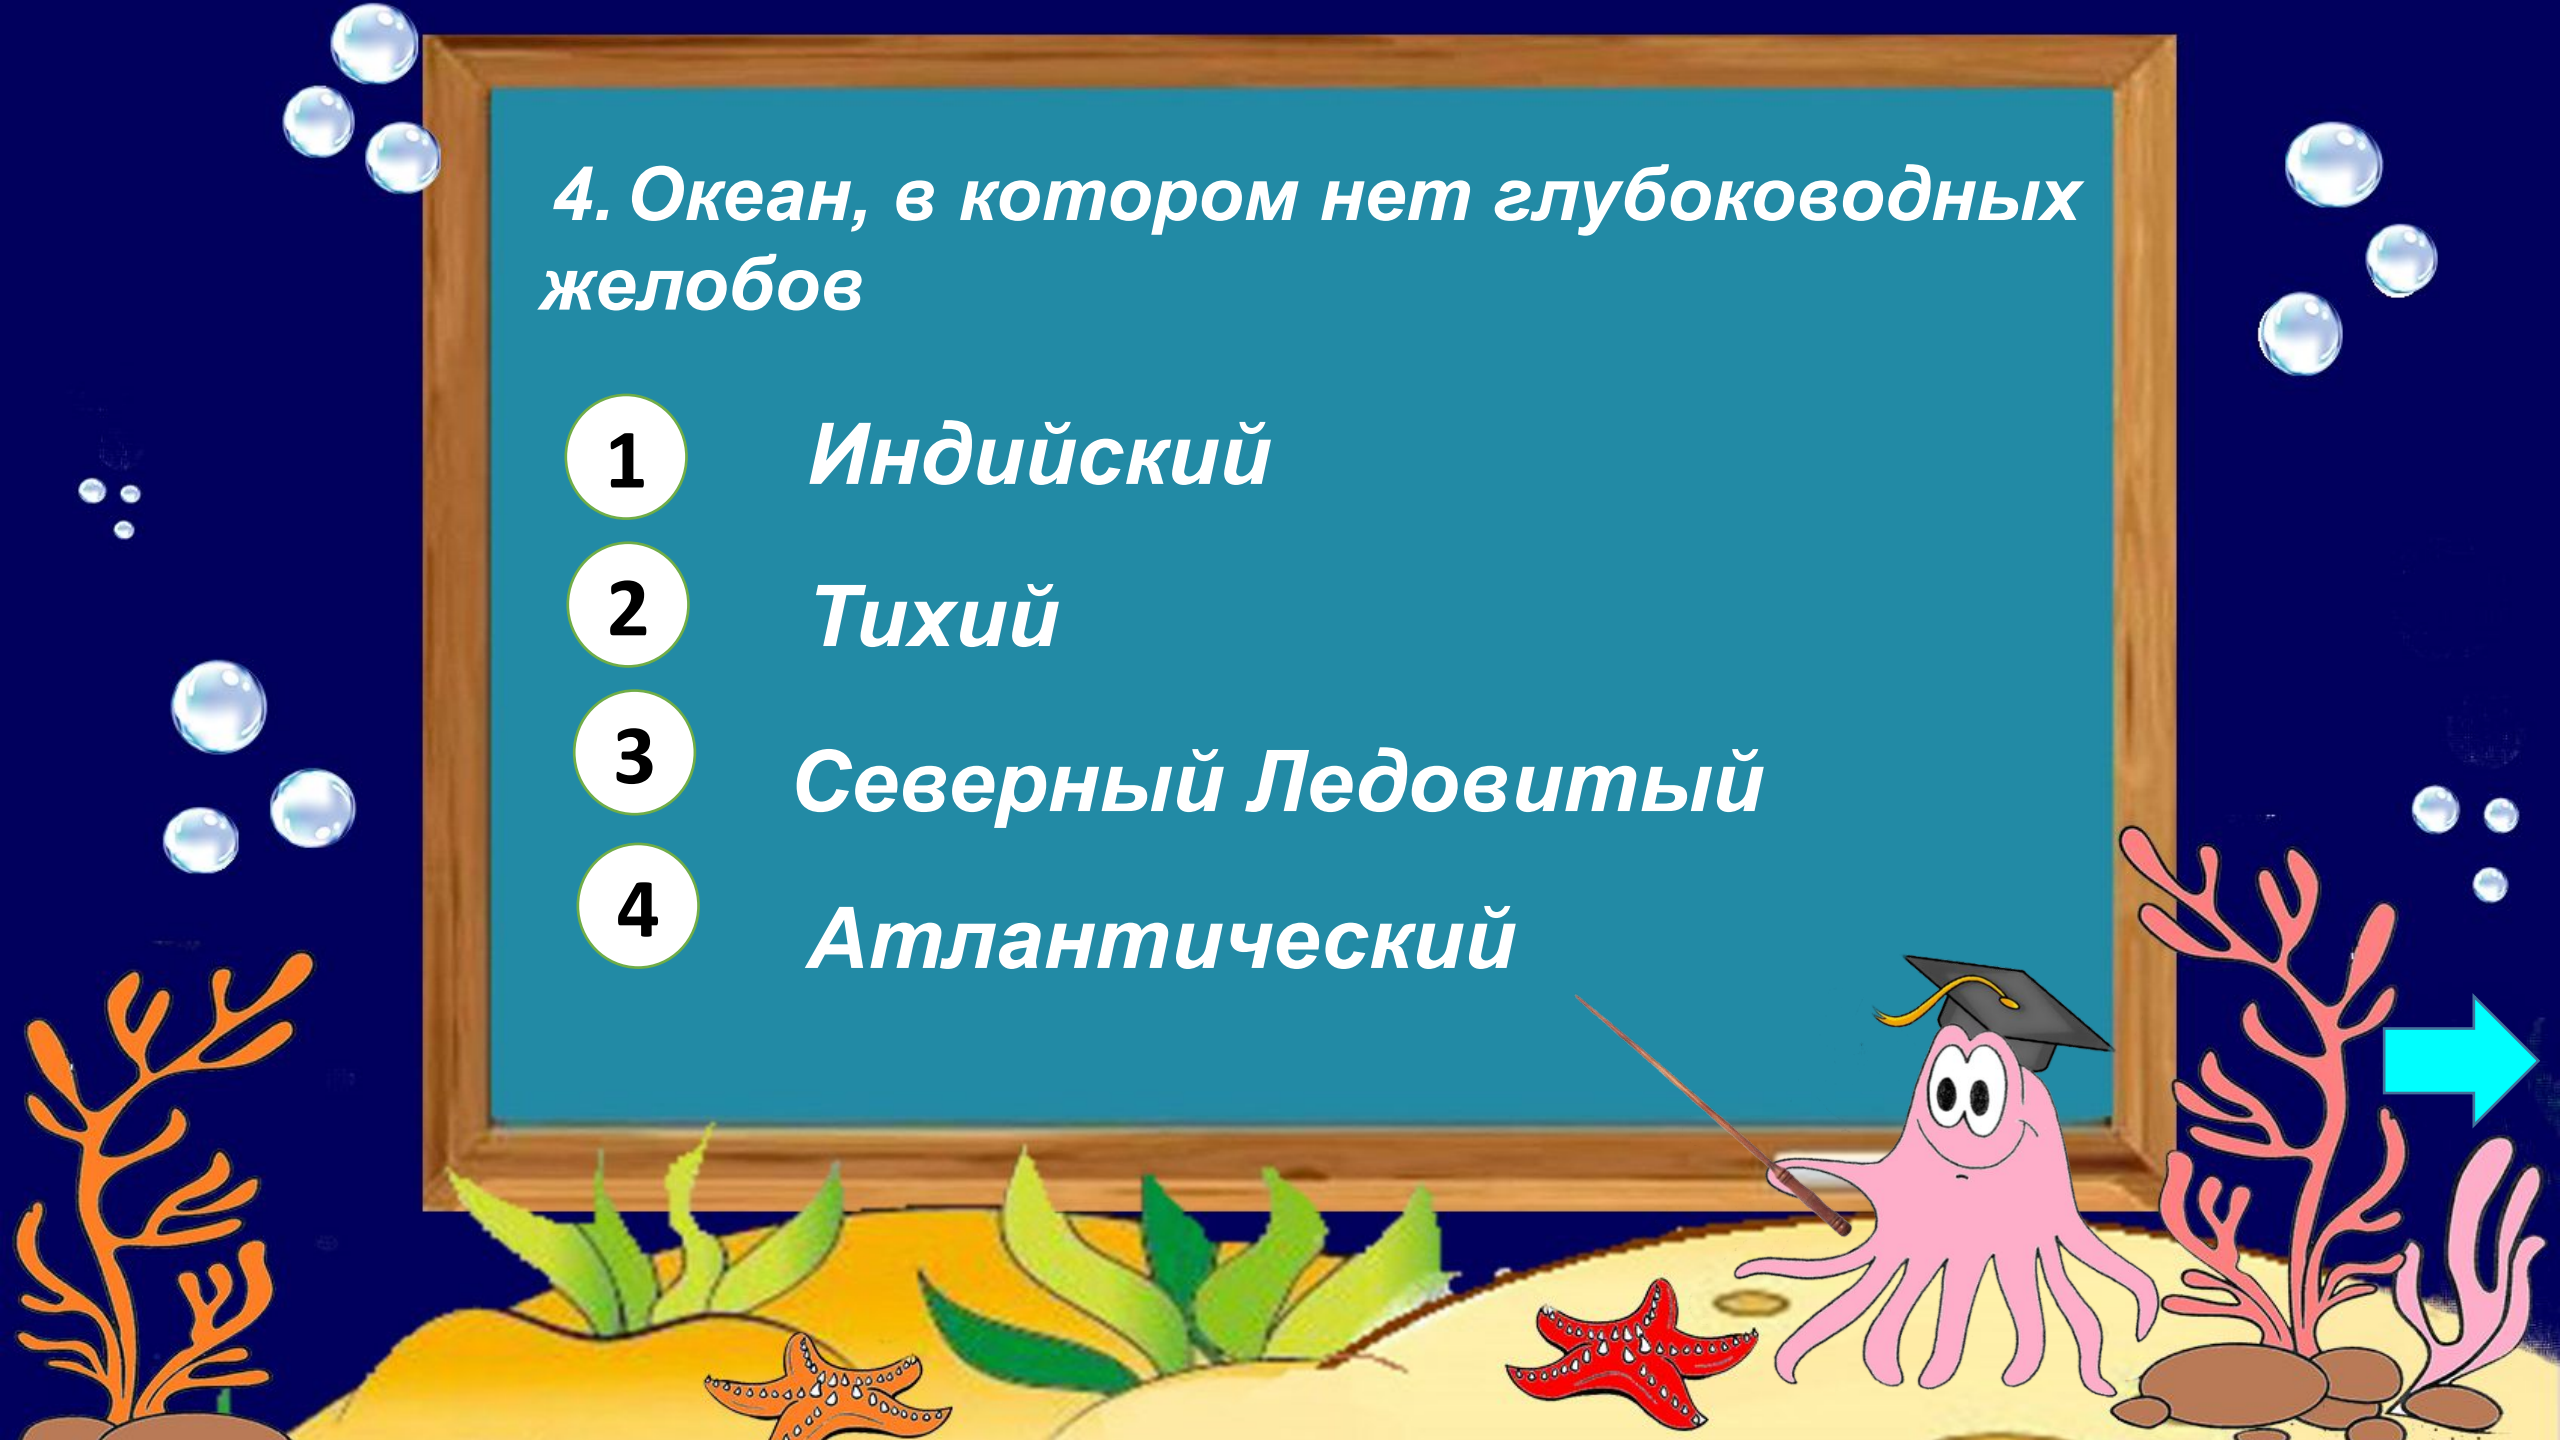 4. Океан, в котором нет глубоководных
желобов
1 Индийский
2 Тихий
3 Северный Ледовитый
4 Атлантический